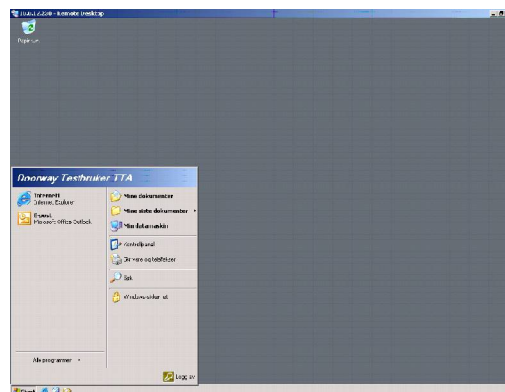 Remote Desktop
Doorway Testbruker TTA
Internett
Internet Explorer
E-post
Microsoft Office Outlook
Mine dokumenter
Mine siste dokumenter
Min datamaskin
Kontrollpanel
Skrivere og telefakser
Søk
Windows-sikkerhet
Alle programmer
Logg av
Start